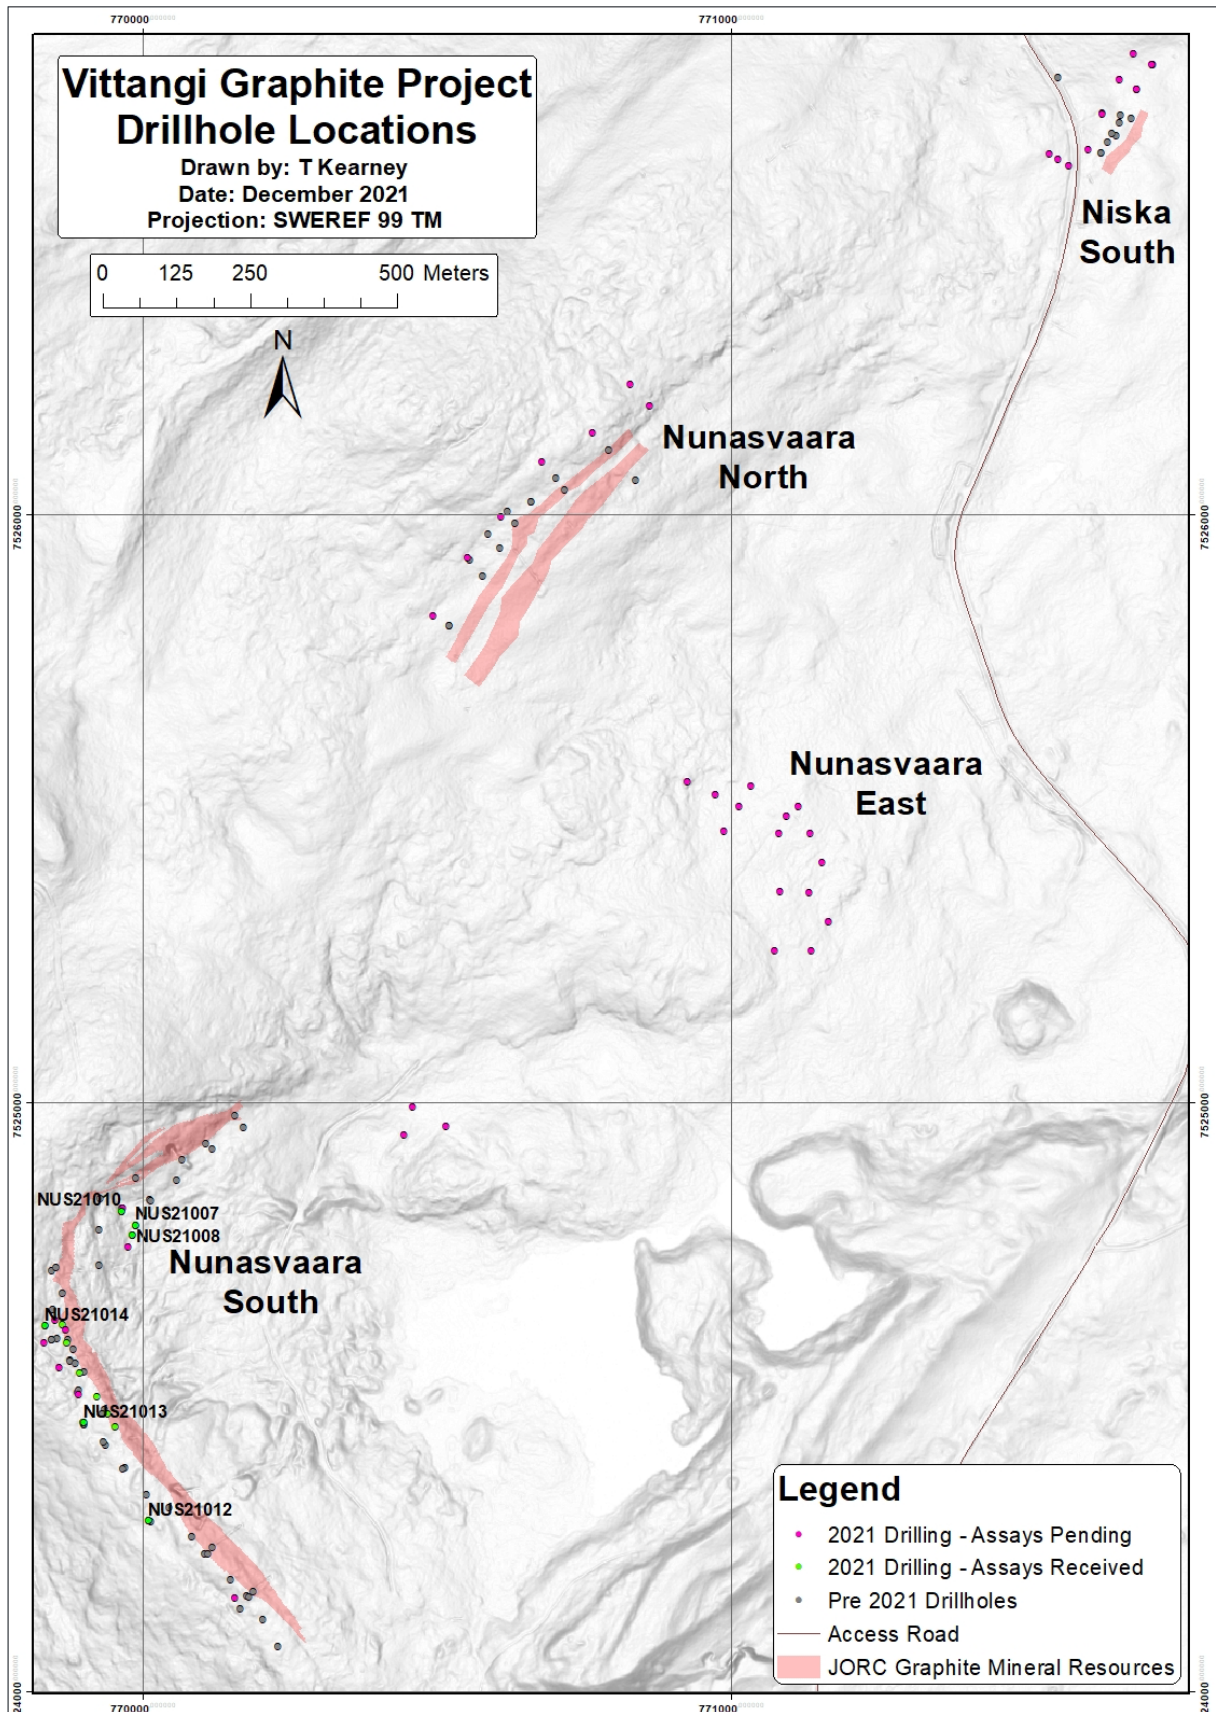 770000
771000
Vittangi Graphite Project
Drillhole Locations
Drawn by: T Kearney
Date: December 2021
Projection: SWEREF 99 TM
0 125 250 500 Meters
N
Niska
South
Nunasvaara
North
7526000
7526000
Nunasvaara
East
7525000
7525000
NUS21010
NUS21007
NUS21008
Nunasvaara
South
NUS21014
NUS21013
NUS21012
Legend
2021 Drilling - Assays Pending
2021 Drilling - Assays Received
Pre 2021 Drillholes
Access Road
JORC Graphite Mineral Resources
24000
24000
770000
771000